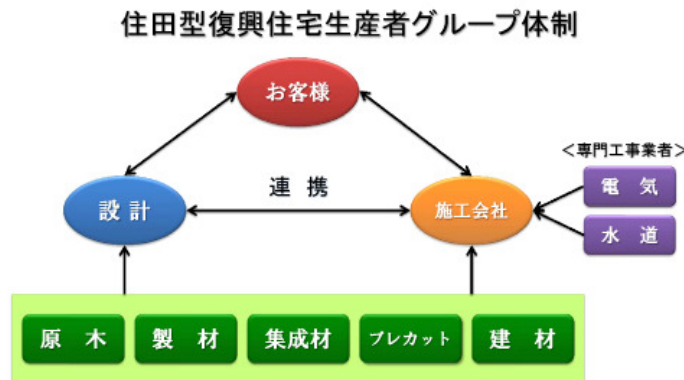 住田型復興住宅生産者グループ体制
お客様
＜専門工事業者＞
連 携
電 気
設 計
施工会社
水 道
原 木
製 材
集成材
プレカット
建 材